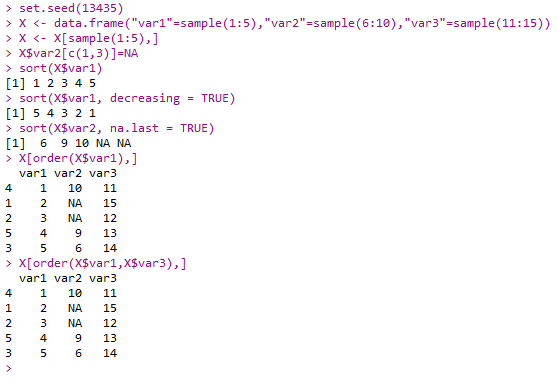 > set.seed(13435)
> X <- data.frame("var1"=sample(1:5),"var2"=sample(6:10),"var3"=sample(11:15))
> X <- X[sample(1:5),]
> X$var2[c(1,3)]=NA
> sort(X$var1)
[1] 1 2 3 4 5
> sort(X$var1, decreasing = TRUE)
[1] 5 4 3 2 1
> sort(X$var2, na.last = TRUE)
[1]  6  9 10 NA NA
> X[order(X$var1),]
  var1 var2 var3
4    1   10   11
1    2   NA   15
2    3   NA   12
5    4    9   13
3    5    6   14
> X[order(X$var1,X$var3),]
  var1 var2 var3
4    1   10   11
1    2   NA   15
2    3   NA   12
5    4    9   13
3    5    6   14
>